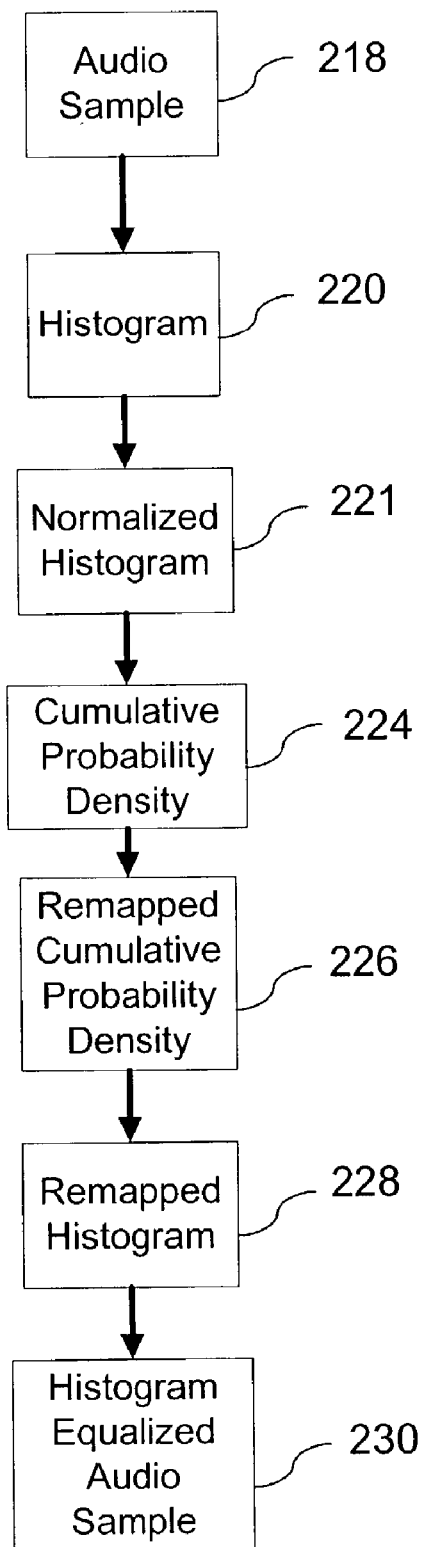 Audio
Sample
218
Histogram
220
Normalized
Histogram
221
Cumulative
Probability
Density
224
Remapped
Cumulative
Probability
Density
226
Remapped
Histogram
228
Histogram
Equalized
Audio
Sample
230